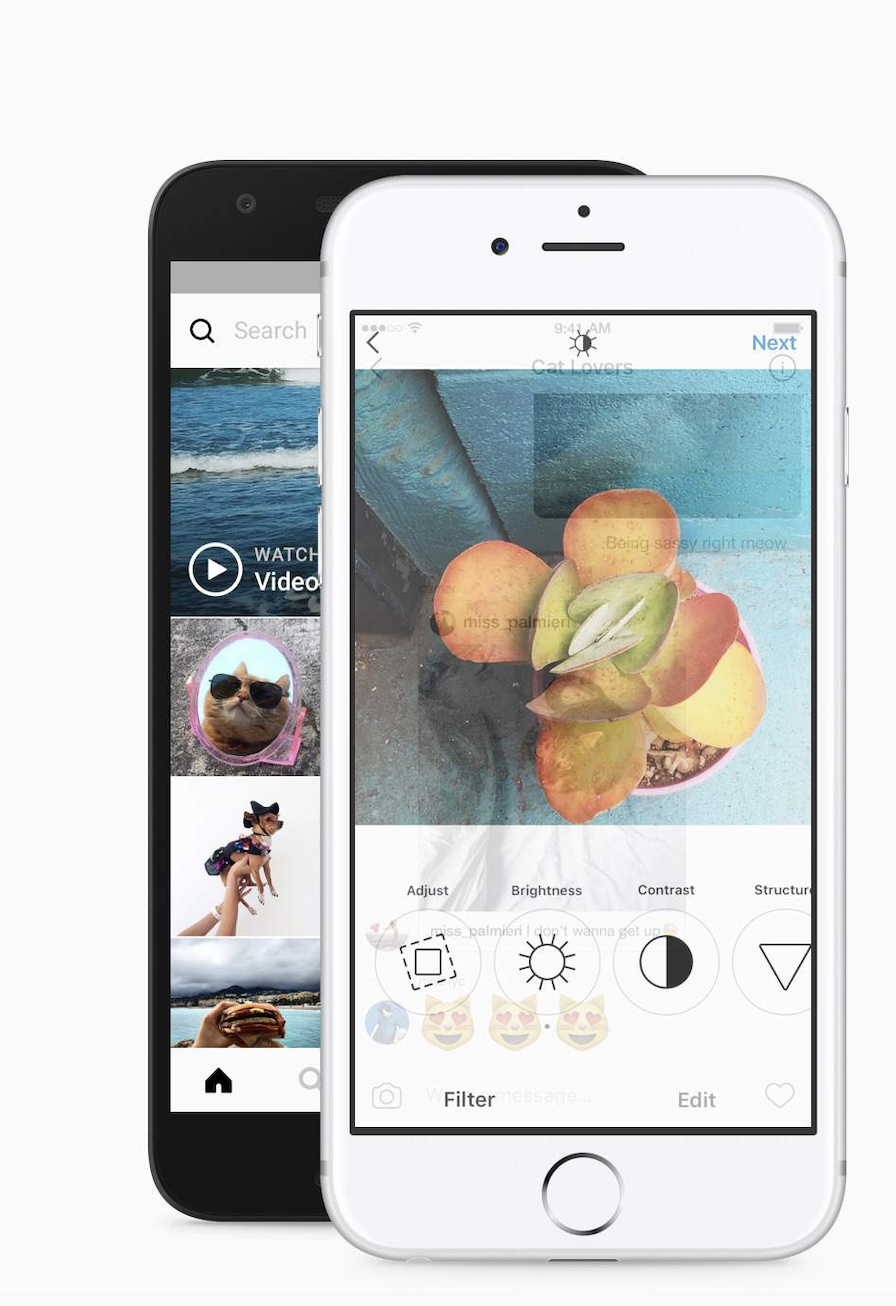 Search
WATCH
Video
9:41 AM
Next
Cat Lovers
Being sassy right meow
miss_palmieri
Adjust
Brightness
Contrast
Structure
miss_palmieri I don't wanna get up
message...
Filter
Edit